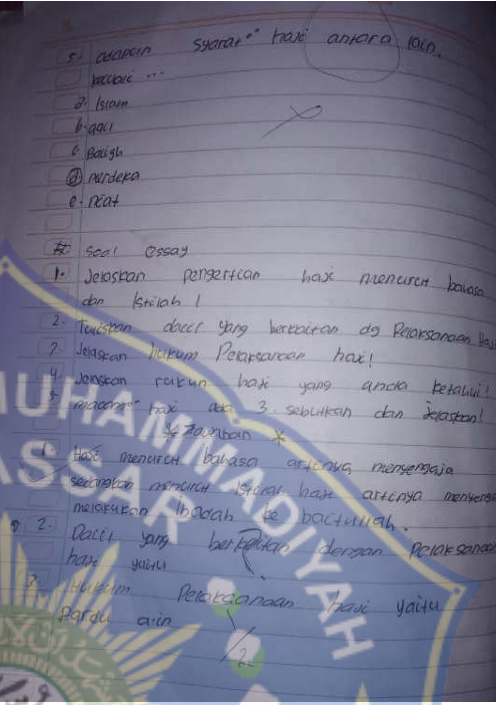 5. adapun syarat" haji antara lain,
kecuali ...
a. Islam
b. aqil
c. Baligh
d. merdeka
e. niat
# Soal essay
1. Jelaskan pengertian haji menurut bahasa
dan Istilah !
2. Tuliskan dalil yang berkaitan dg Pelaksanaan
3. Jelaskan hukum Pelaksanaan haji!
4. Jelaskan rukun haji yang anda ketahui!
5. macam" haji ada 3. sebutkan dan jelaskan!
* Jawaban *
1. Haji menurut bahasa artinya menyengaja
sedangkan menurut Istilah haji artinya
melakukan Ibadah ke baitullah.
2. Dalil yang berkaitan dengan Pelaksanaan
haji yaitu
3. Hukum Pelaksanaan haji yaitu
Fardu ain
MUHAMMADIYAH
ASSAR